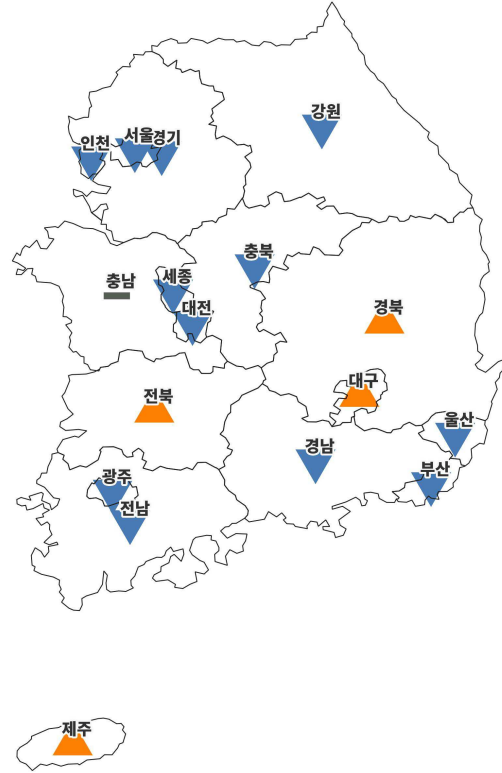 강원
인천
서울
경기
충북
세종
충남
대전
경북
대구
전북
울산
경남
부산
광주
전남
제주